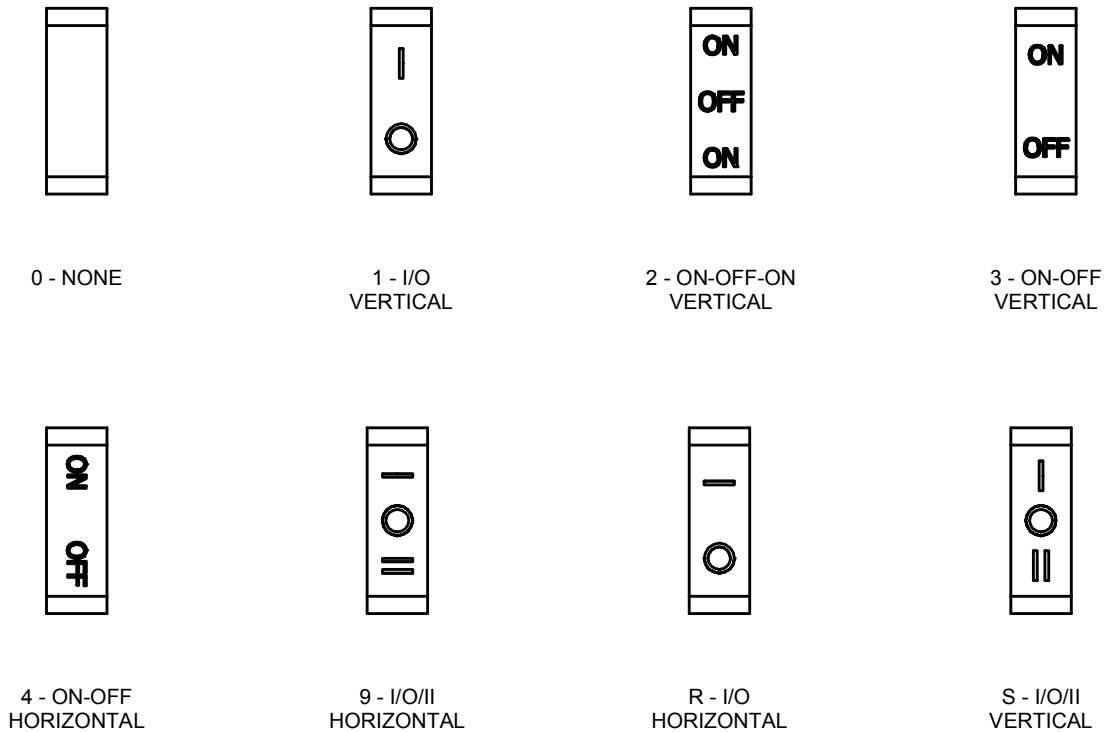 ON
ON
OFF
ON
ON
OFF
0 - NONE
1 - I/O
VERTICAL
2 - ON-OFF-ON
VERTICAL
3 - ON-OFF
VERTICAL
ON
OFF
4 - ON-OFF
HORIZONTAL
9 - I/O/II
HORIZONTAL
R - I/O
HORIZONTAL
S - I/O/II
VERTICAL